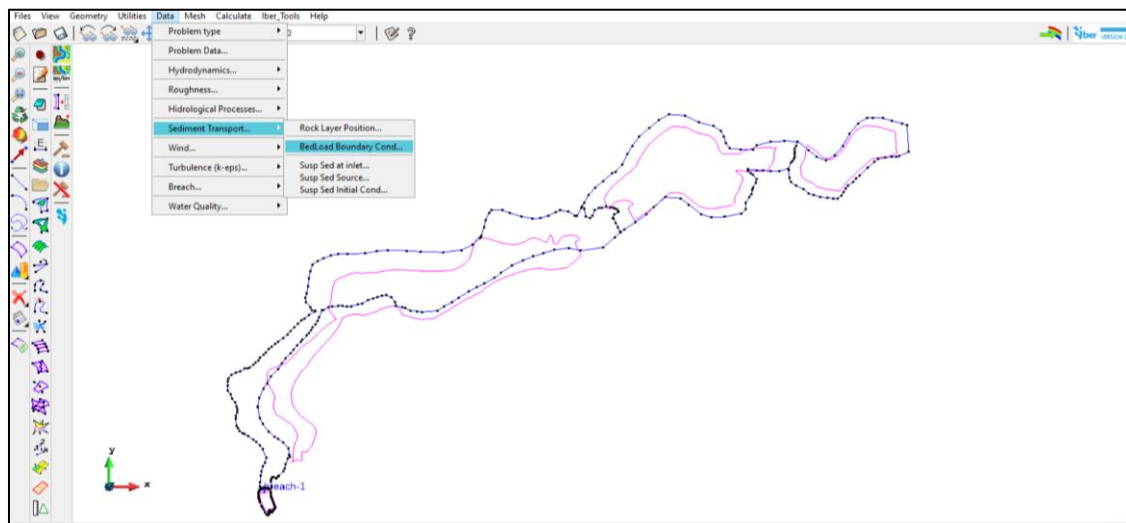 Files View Geometry Utilities Data Mesh Calculate Iber_Tools Help
Problem type
Problem Data...
Hydrodynamics...
Roughness...
Hidrological Processes...
Sediment Transport...
Rock Layer Position...
BedLoad Boundary Cond...
Wind...
Susp Sed at inlet...
Turbulence (k-eps)...
Susp Sed Source...
Breach...
Susp Sed Initial Cond...
Water Quality...
Iber
y
x
breach-1